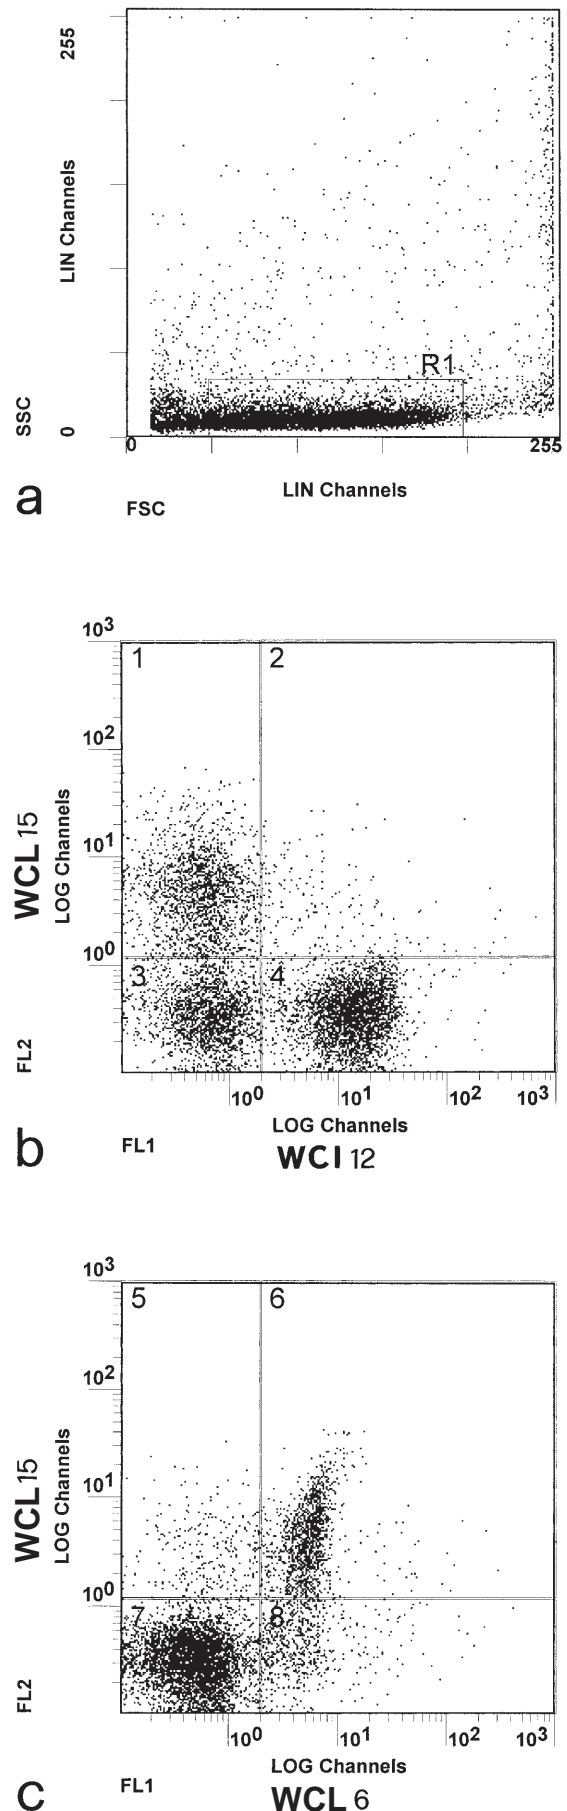 255
LIN Channels
SSC
0
R1
0
255
LIN Channels
FSC
a
10³
1
2
10²
WCL 15
LOG Channels
10¹
10⁰
3
4
FL2
10⁰
10¹
10²
10³
LOG Channels
FL1
WCI 12
b
10³
5
6
10²
WCL 15
LOG Channels
10¹
10⁰
7
8
FL2
10⁰
10¹
10²
10³
LOG Channels
FL1
WCL 6
c